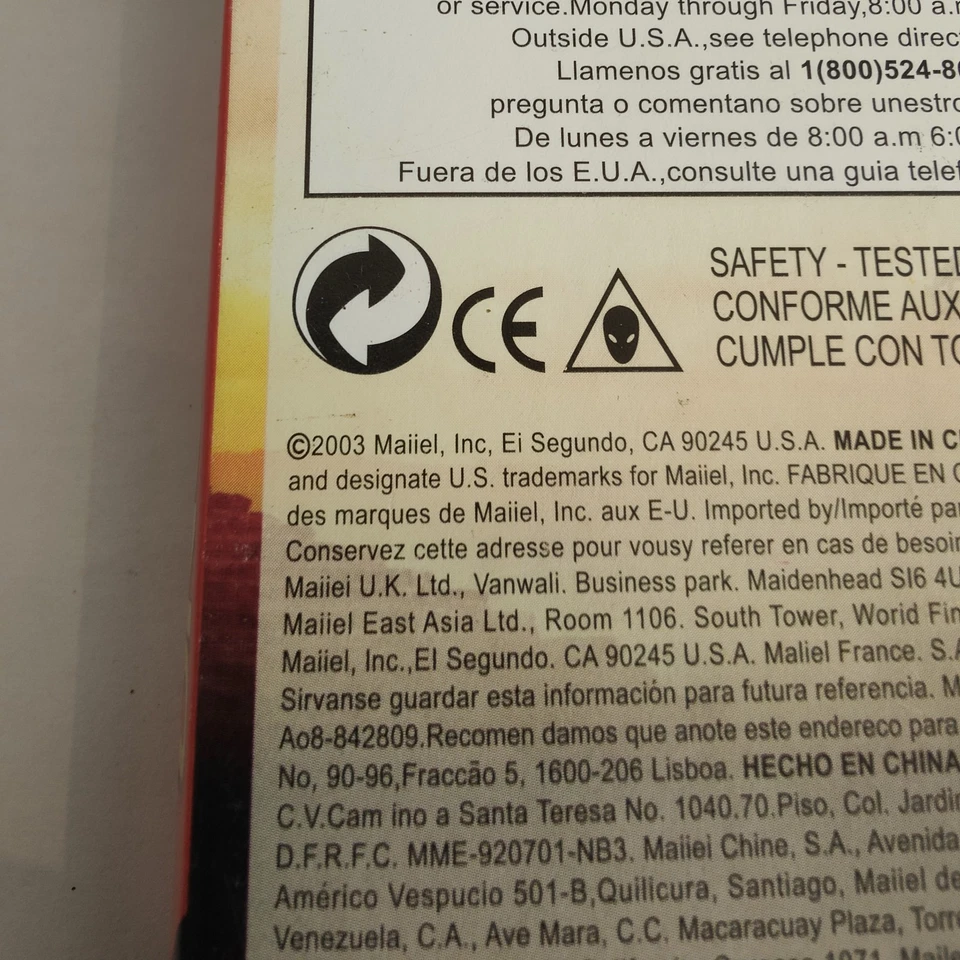 or service.Monday through Friday,8:00 a.m
Outside U.S.A.,see telephone direc
Llamenos gratis al 1(800)524-8
pregunta o comentano sobre unestro
De lunes a viernes de 8:00 a.m 6:0
Fuera de los E.U.A.,consulte una guia telef
CE
SAFETY - TESTED
CONFORME AUX
CUMPLE CON TO
©2003 Maiiel, Inc, Ei Segundo, CA 90245 U.S.A. MADE IN C
and designate U.S. trademarks for Maiiel, Inc. FABRIQUE EN C
des marques de Maiiel, Inc. aux E-U. Imported by/Importé pa
Conservez cette adresse pour vousy referer en cas de besoin
Maiiei U.K. Ltd., Vanwali. Business park. Maidenhead SI6 4U
Maiiel East Asia Ltd., Room 1106. South Tower, World Fin
Maiiel, Inc.,El Segundo. CA 90245 U.S.A. Maliel France. S.A
Sirvanse guardar esta información para futura referencia. M
Ao8-842809.Recomen damos que anote este endereco para
No, 90-96,Fraccão 5, 1600-206 Lisboa. HECHO EN CHINA
C.V.Cam ino a Santa Teresa No. 1040.70.Piso, Col. Jardin
D.F.R.F.C. MME-920701-NB3. Maiiei Chine, S.A., Avenida
Américo Vespucio 501-B,Quilicura, Santiago, Maiiel de
Venezuela, C.A., Ave Mara, C.C. Macaracuay Plaza, Torre